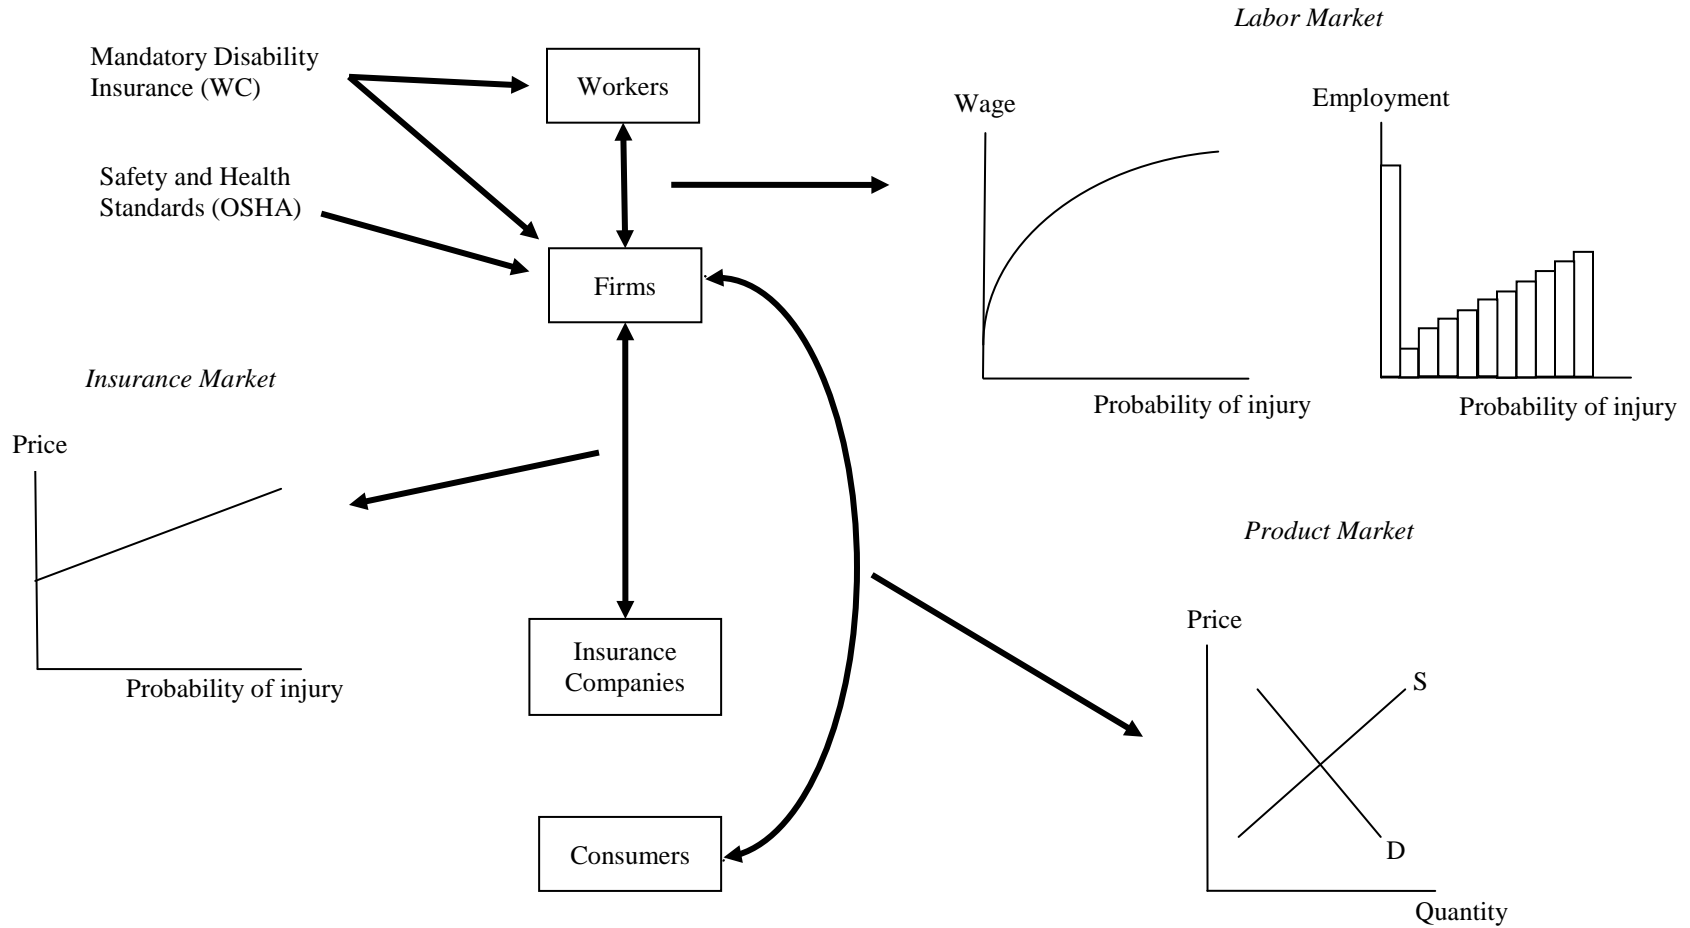 Labor Market
Mandatory Disability
Insurance (WC)
Workers
Wage
Employment
Safety and Health
Standards (OSHA)
Firms
Probability of injury
Probability of injury
Insurance Market
Price
Probability of injury
Insurance
Companies
Product Market
Price
S
D
Quantity
Consumers